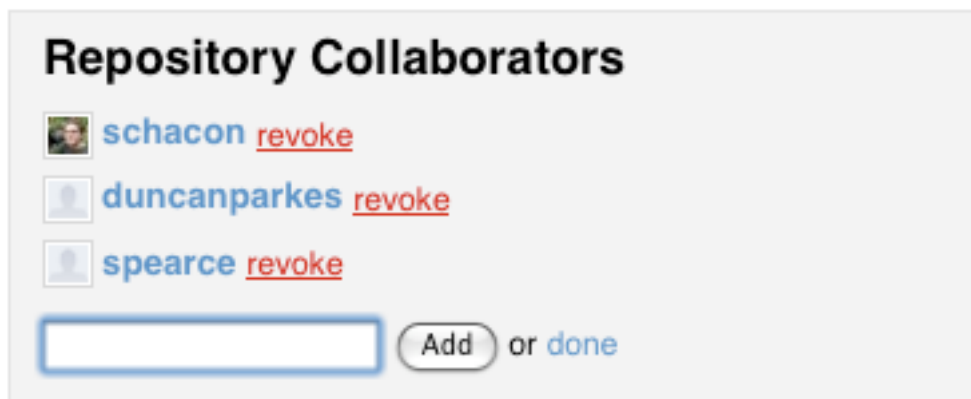 Repository Collaborators
schacon revoke
duncanparkes revoke
spearce revoke
Add or done